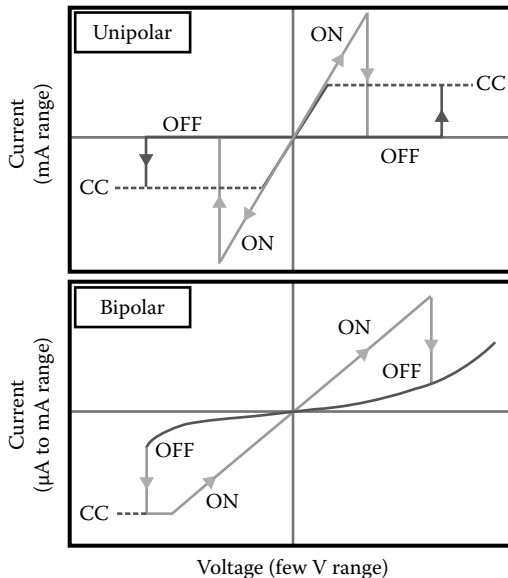 Unipolar
ON
CC
OFF
OFF
CC
ON
Current
(mA range)
Bipolar
ON
OFF
OFF
ON
CC
Current
(μA to mA range)
Voltage (few V range)